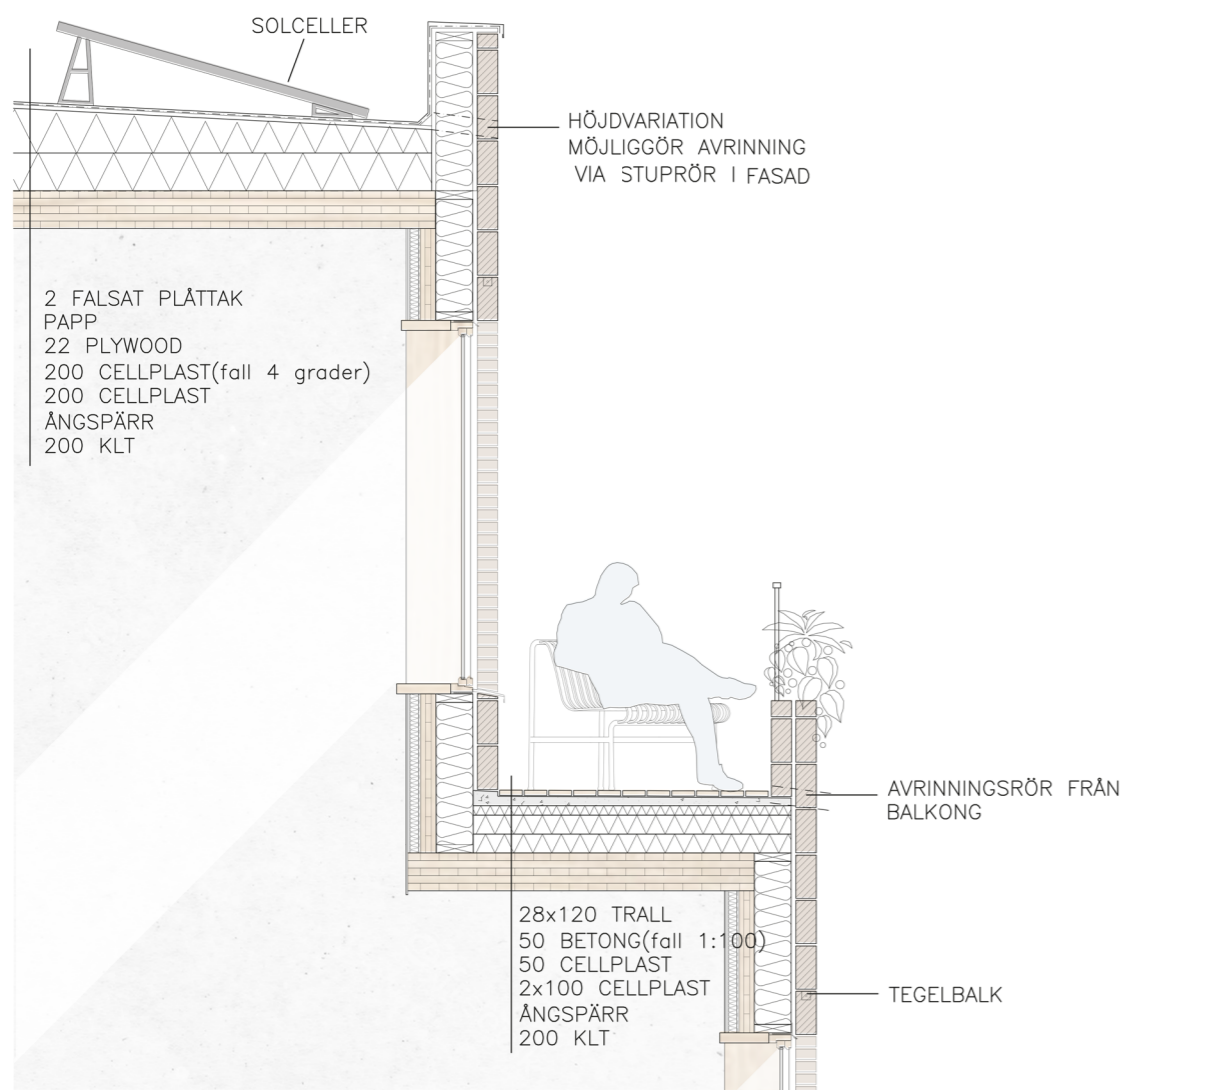 SOLCELLER
HÖJDVARIATION
MÖJLIGGÖR AVRINNING
VIA STUPRÖR I FASAD
2 FALSAT PLÅTTAK
PAPP
22 PLYWOOD
200 CELLPLAST(fall 4 grader)
200 CELLPLAST
ÅNGSPÄRR
200 KLT
AVRINNINGSRÖR FRÅN
BALKONG
28x120 TRALL
50 BETONG(fall 1:100)
50 CELLPLAST
2x100 CELLPLAST
ÅNGSPÄRR
200 KLT
TEGELBALK